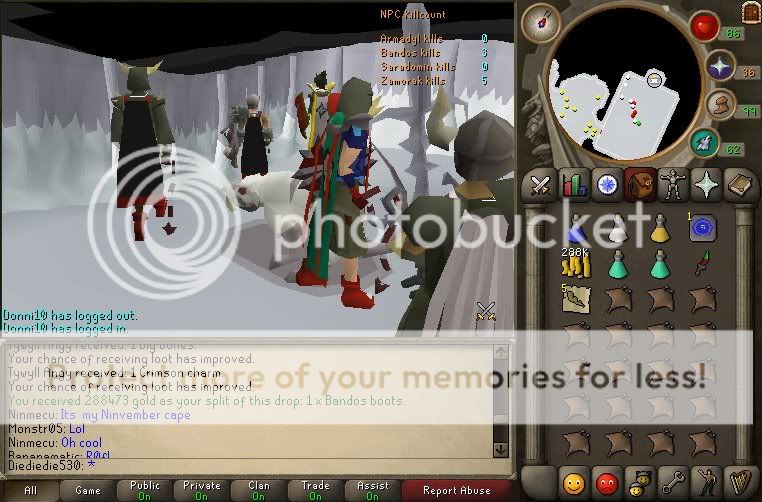 NPC killcount
Armadyl kills 0
Bandos kills 3
Saradomin kills 0
Zamorak kills 5
86
38
99
62
1
288k
5
photobucket
Donni10 has logged out.
Donni10 has logged in.
Tywyll Angy received: 1 Big bones.
Your chance of receiving loot has improved.
Tywyll Angy received: 1 Crimson charm
Your chance of receiving loot has improved.
You received 288473 gold as your split of this drop: 1 x Bandos boots.
more of your memories for less!
Ninmecu: Its my Ninvember cape
Monstr05: Lol
Ninmecu: Oh cool
Bananamatic:
Diediedie530: *
All
Game
Public
On
Private
On
Clan
On
Trade
On
Assist
On
Report Abuse